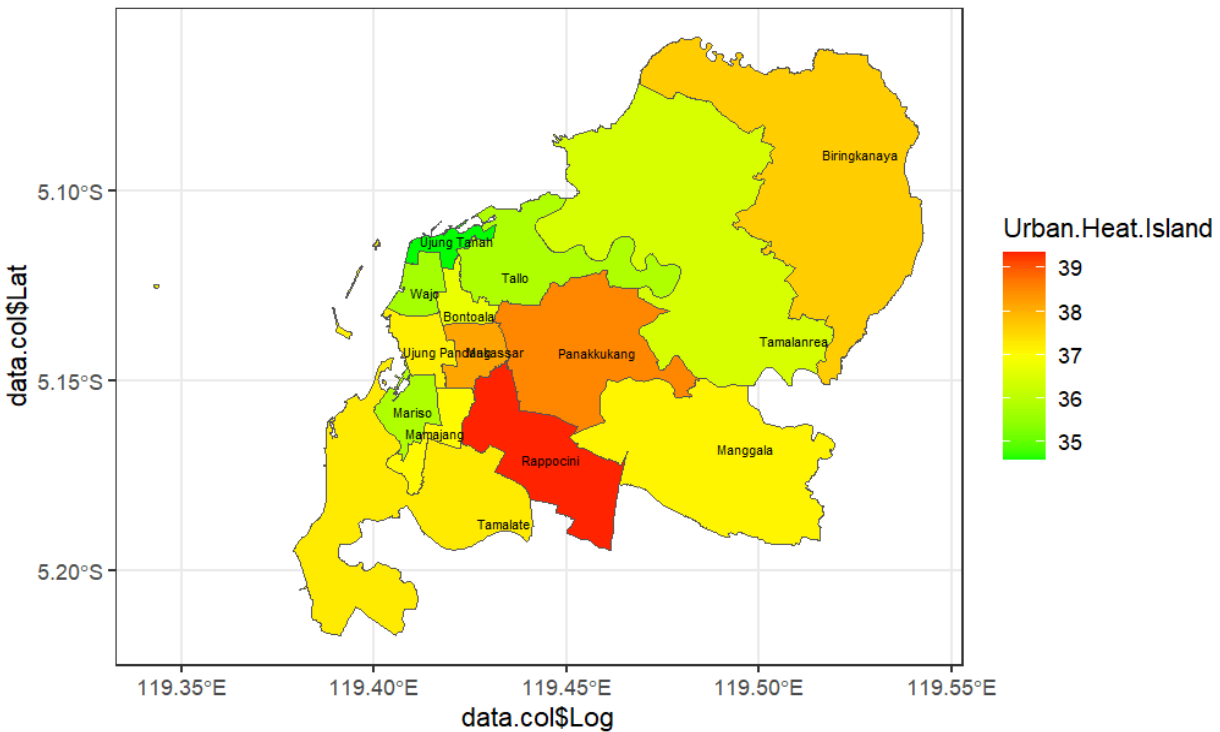 Biringkanaya
5.10°S
Ujung Tanah
Tallo
Wajo
Bontoala
Tamalanrea
Ujung Pandang
Makassar
Panakkukang
5.15°S
Mariso
Mamajang
Manggala
Rappocini
Tamalate
5.20°S
data.col$Lat
119.35°E 119.40°E 119.45°E 119.50°E 119.55°E
data.col$Log
Urban.Heat.Island
39
38
37
36
35